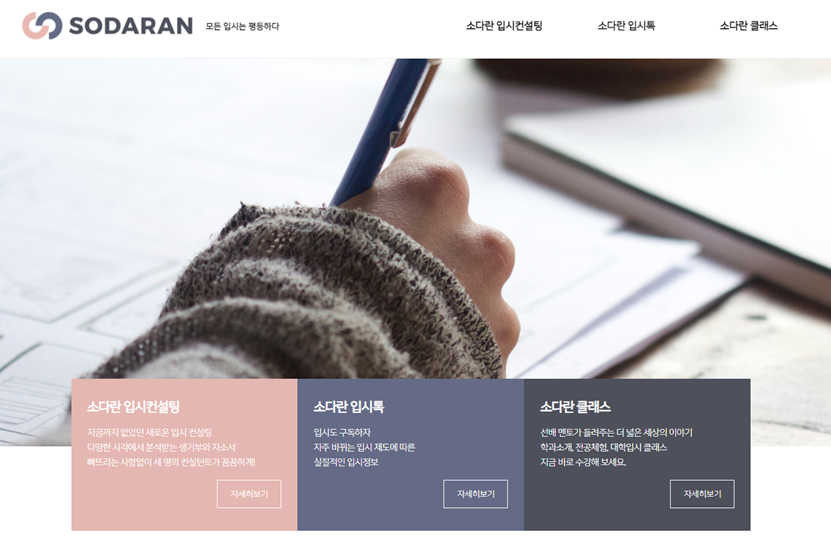 SODARAN 모든 입시는 평등하다
소다란 입시컨설팅 소다란 입시톡 소다란 클래스
소다란 입시컨설팅
지금까지 없었던 새로운 입시 컨설팅
다양한 시각에서 분석받는 생기부와 자소서
빠뜨리는 사항없이 세 명의 컨설턴트가 꼼꼼하게!
자세히보기
소다란 입시톡
입시도 구독하자
자주 바뀌는 입시 제도에 따른
실질적인 입시정보
자세히보기
소다란 클래스
선배 멘토가 들려주는 더 넓은 세상의 이야기
학과소개, 전공체험, 대학입시 클래스
지금 바로 수강해 보세요.
자세히보기